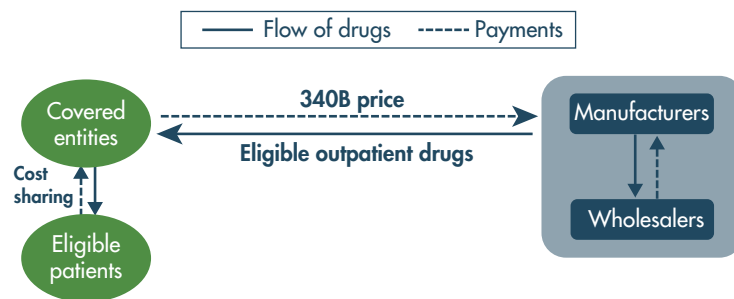 Flow of drugs
Payments
Covered
entities
340B price
Eligible outpatient drugs
Manufacturers
Cost
sharing
Wholesalers
Eligible
patients